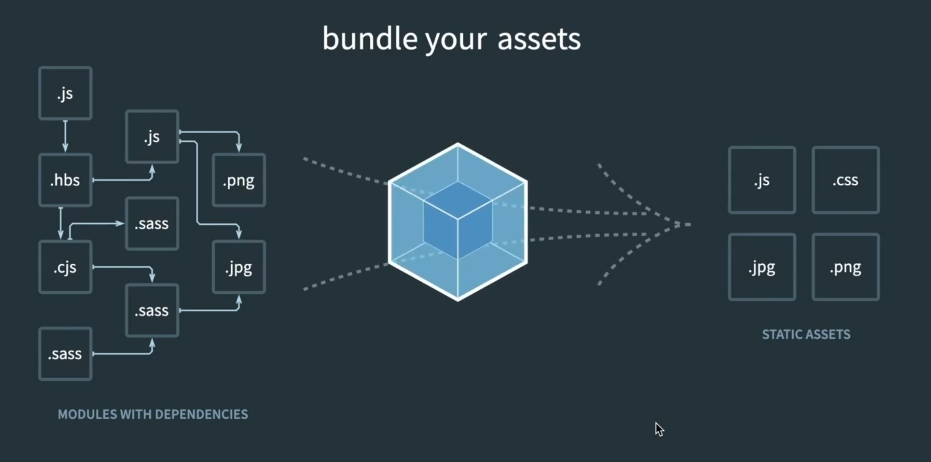 bundle your assets
.js
.js
.hbs
.png
.sass
.cjs
.jpg
.sass
.sass
MODULES WITH DEPENDENCIES
.js
.css
.jpg
.png
STATIC ASSETS